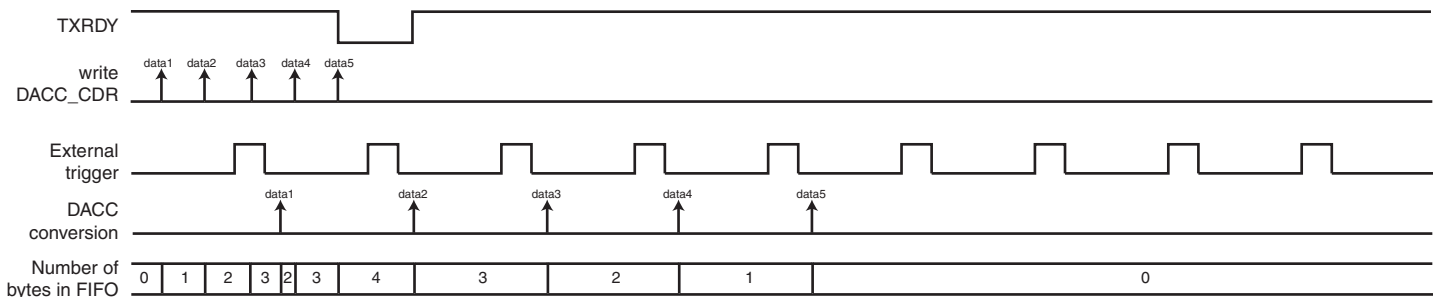 TXRDY
data1 data2 data3 data4 data5
write
DACC_CDR
External
trigger
data1 data2 data3 data4 data5
DACC
conversion
Number of
bytes in FIFO
0 1 2 3 2 3 4 3 2 1 0